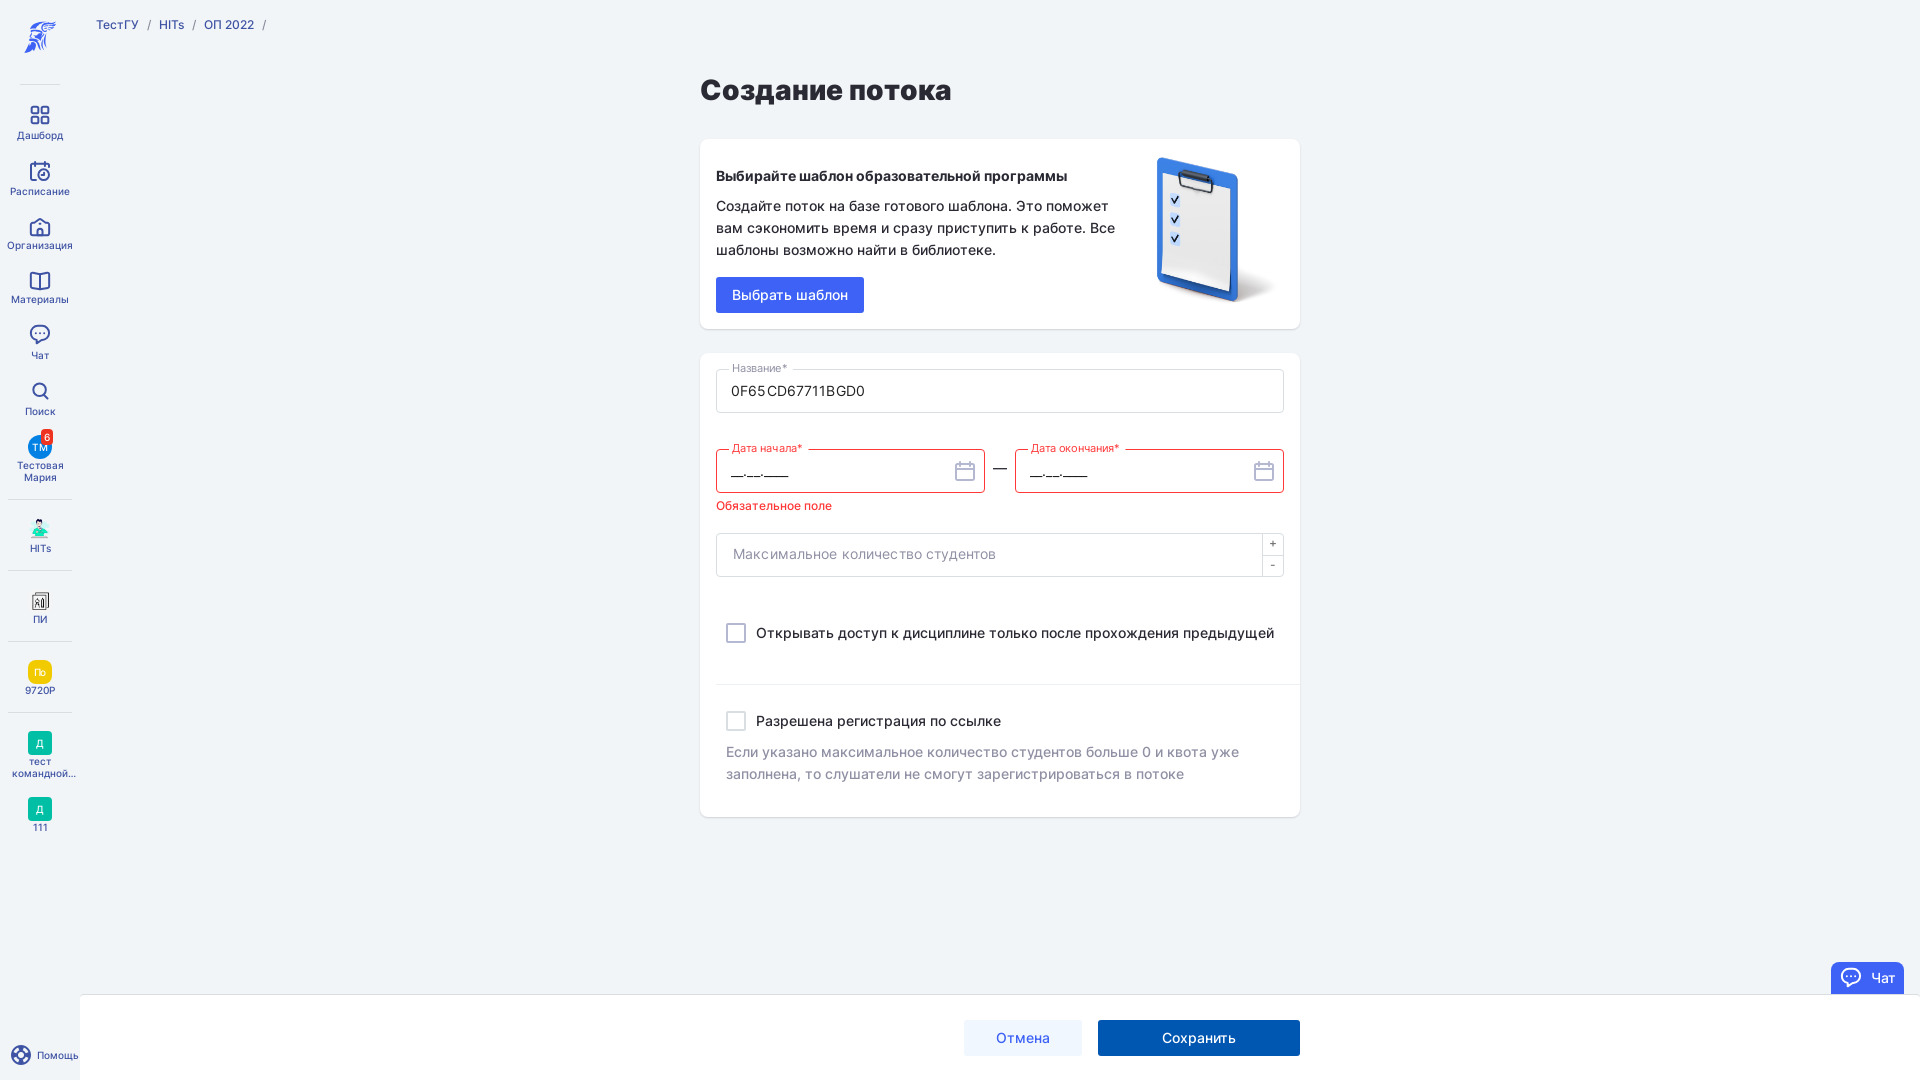 ТестГУ / HITs / ОП 2022 /
Создание потока
Выбирайте шаблон образовательной программы
Создайте поток на базе готового шаблона. Это поможет
вам сэкономить время и сразу приступить к работе. Все
шаблоны возможно найти в библиотеке.
Выбрать шаблон
Название*
0F65CD67711BGD0
Дата начала*
__.__.____
—
Дата окончания*
__.__.____
Обязательное поле
Максимальное количество студентов
+
-
Открывать доступ к дисциплине только после прохождения предыдущей
Разрешена регистрация по ссылке
Если указано максимальное количество студентов больше 0 и квота уже
заполнена, то слушатели не смогут зарегистрироваться в потоке
Отмена
Сохранить
Чат
Дашборд
Расписание
Организация
Материалы
Чат
Поиск
6
ТМ
Тестовая
Мария
HITs
ПИ
Пb
9720P
Д
тест
командной...
Д
111
Помощь